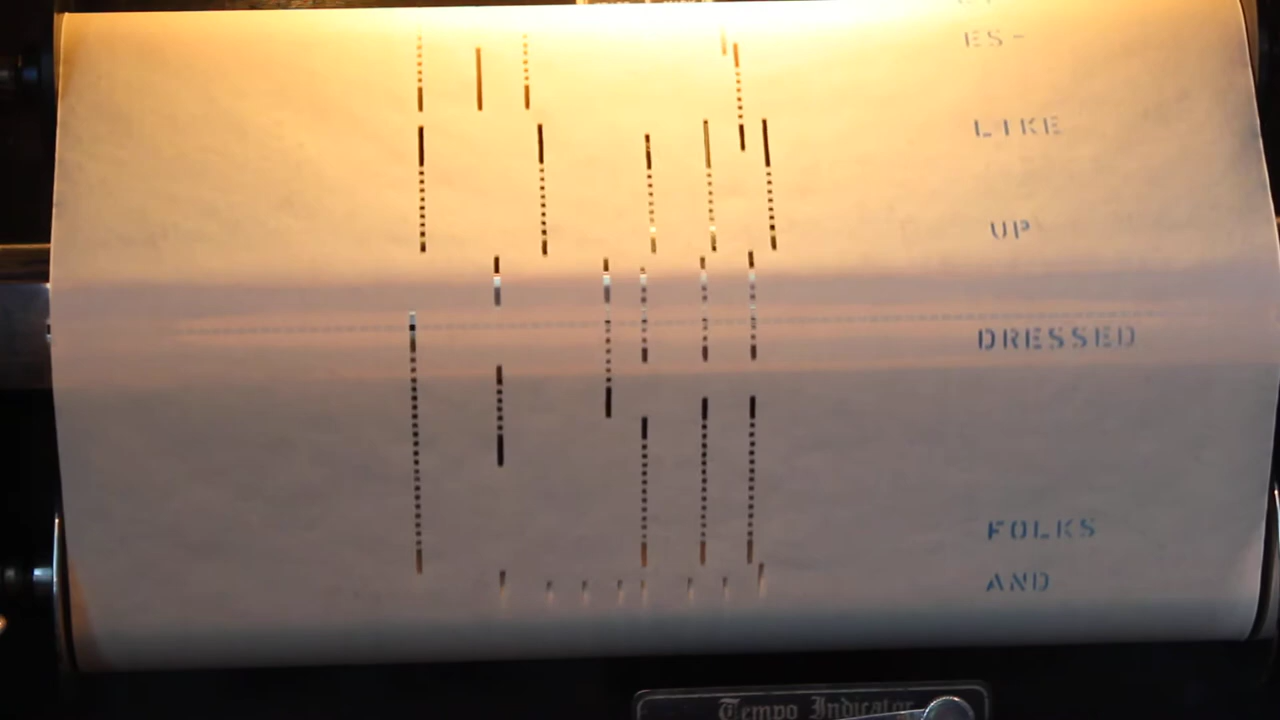 ES-
LIKE
UP
DRESSED
FOLKS
AND
Tempo Indicator